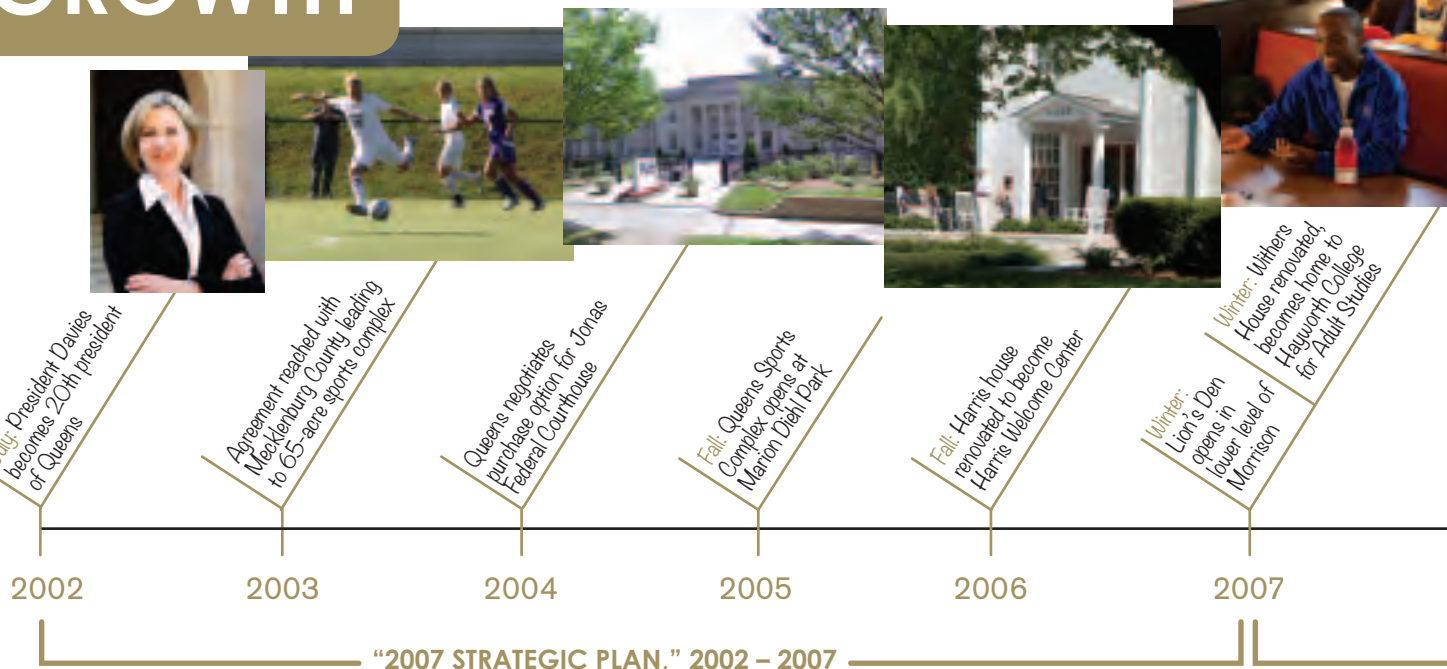 GROWTH
July: President Davies
becomes 20th president
of Queens
Agreement reached with
Mecklenburg County leading
to 65-acre sports complex
Queens negotiates
purchase option for Jonas
Federal Courthouse
Fall: Queens Sports
Complex opens at
Marion Diehl Park
Fall: Harris house
renovated to become
Harris Welcome Center
Winter: Withers
House renovated,
becomes home to
Hayworth College
for Adult Studies
Winter:
Lion's Den
opens in
lower level of
Morrison
2002
2003
2004
2005
2006
2007
"2007 STRATEGIC PLAN," 2002 – 2007